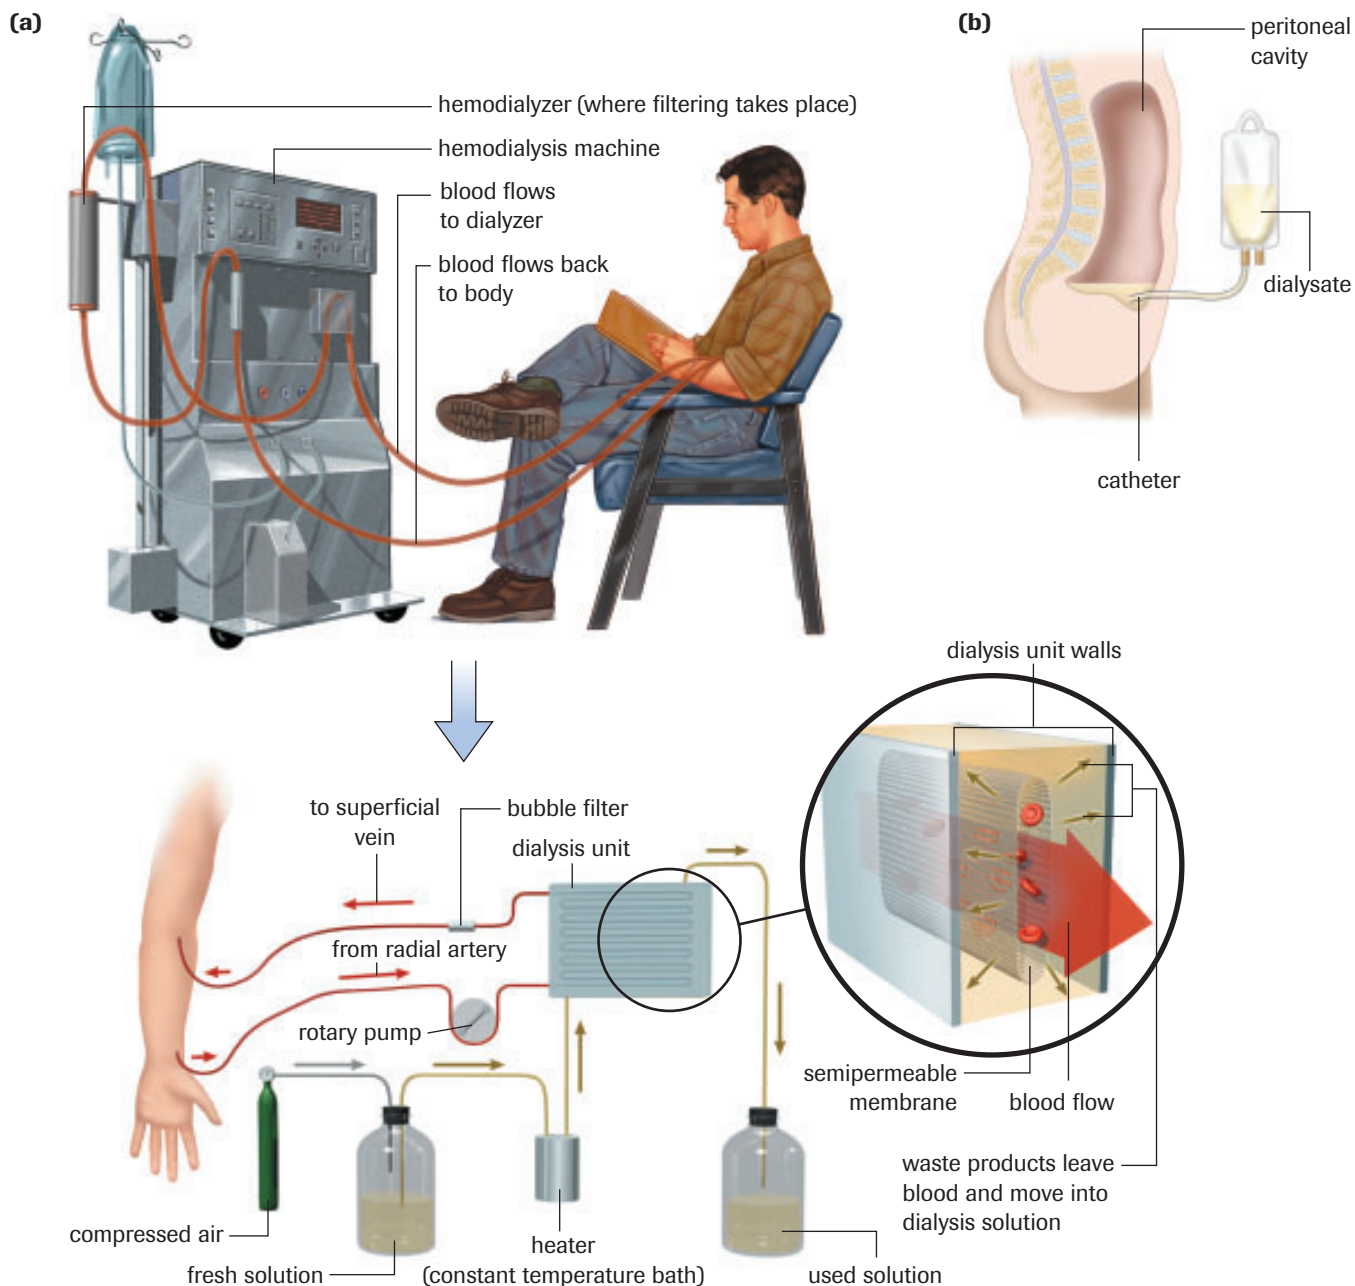 (a)
hemodialyzer (where filtering takes place)
hemodialysis machine
blood flows
to dialyzer
blood flows back
to body
(b)
peritoneal
cavity
dialysate
catheter
dialysis unit walls
to superficial
vein
bubble filter
dialysis unit
from radial artery
rotary pump
semipermeable
membrane
blood flow
waste products leave
blood and move into
dialysis solution
compressed air
fresh solution
heater
(constant temperature bath)
used solution